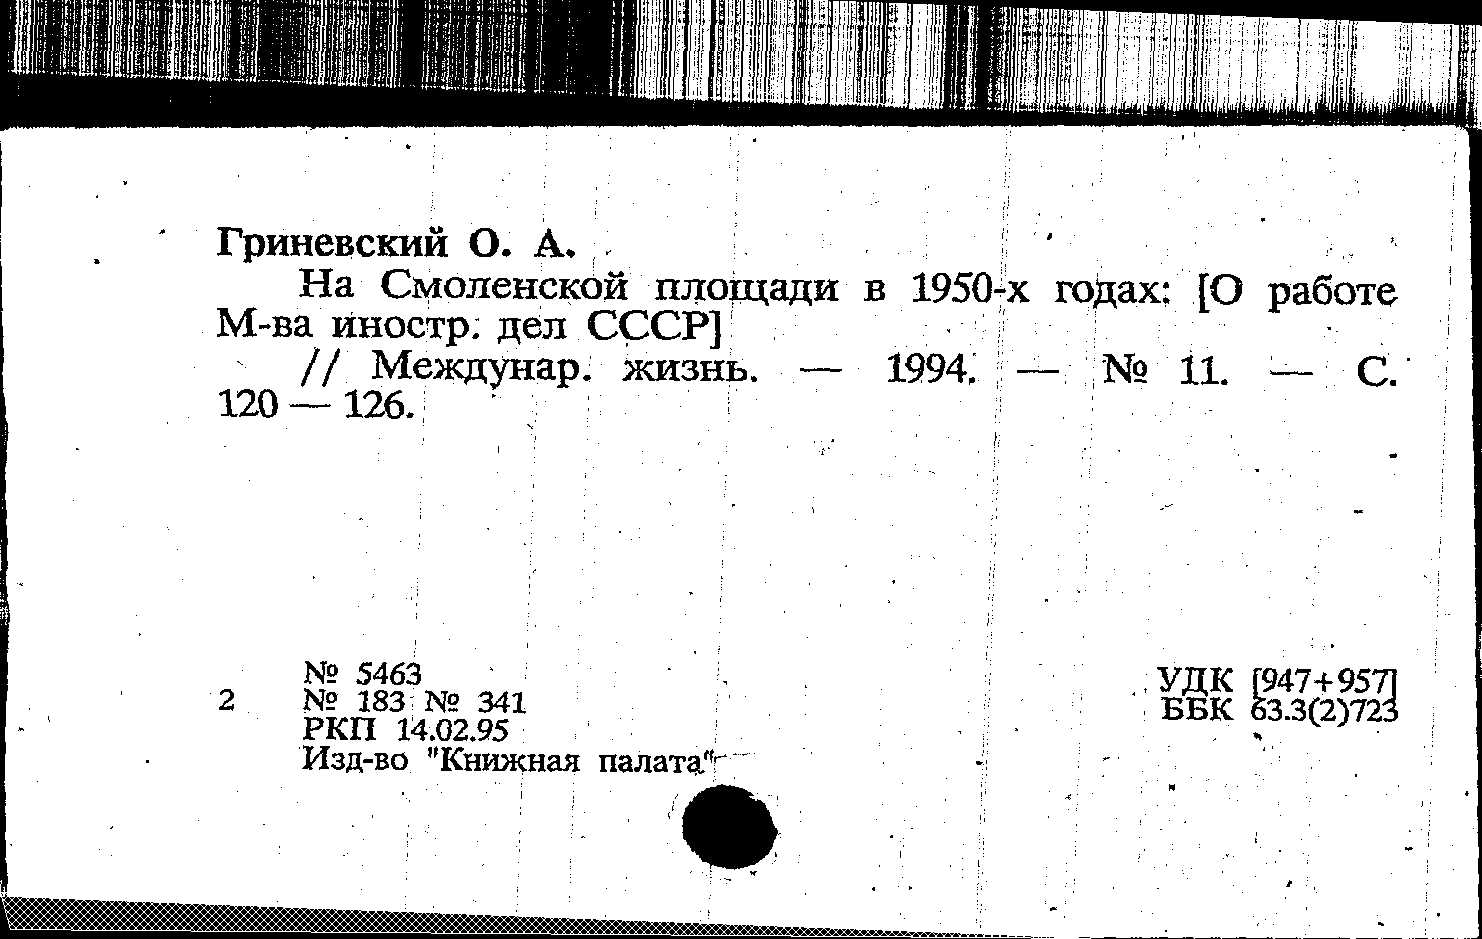 Гриневский О. А.
На Смоленской площади в 1950-х годах: [О работе
М-ва иностр. дел СССР]
// Междунар. жизнь. — 1994. — № 11. — С.
120 — 126.
№ 5463
2 № 183 № 341
РКП 14.02.95
Изд-во "Книжная палата"
УДК [947+957]
ББК 63.3(2)723